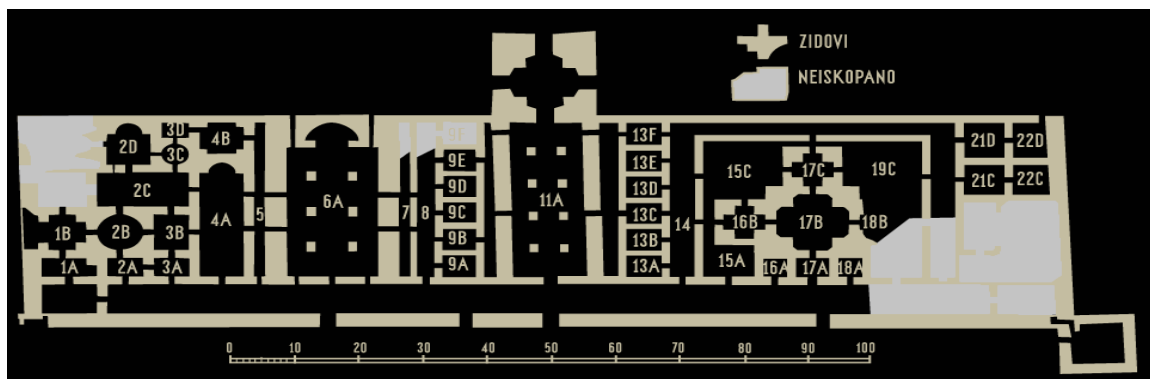 ZIDOVI
NEISKOPANO
3D 4B 9F 13F 21D 22D
2D 3C 9E 13E 17C
2C 9D 13D 15C 19C 21C 22C
4A 5 6A 7 8 9C 11A 13C 14 16B 17B 18B
1B 2B 3B 9B 13B
1A 2A 3A 9A 13A 15A 16A 17A 18A
0 10 20 30 40 50 60 70 80 90 100